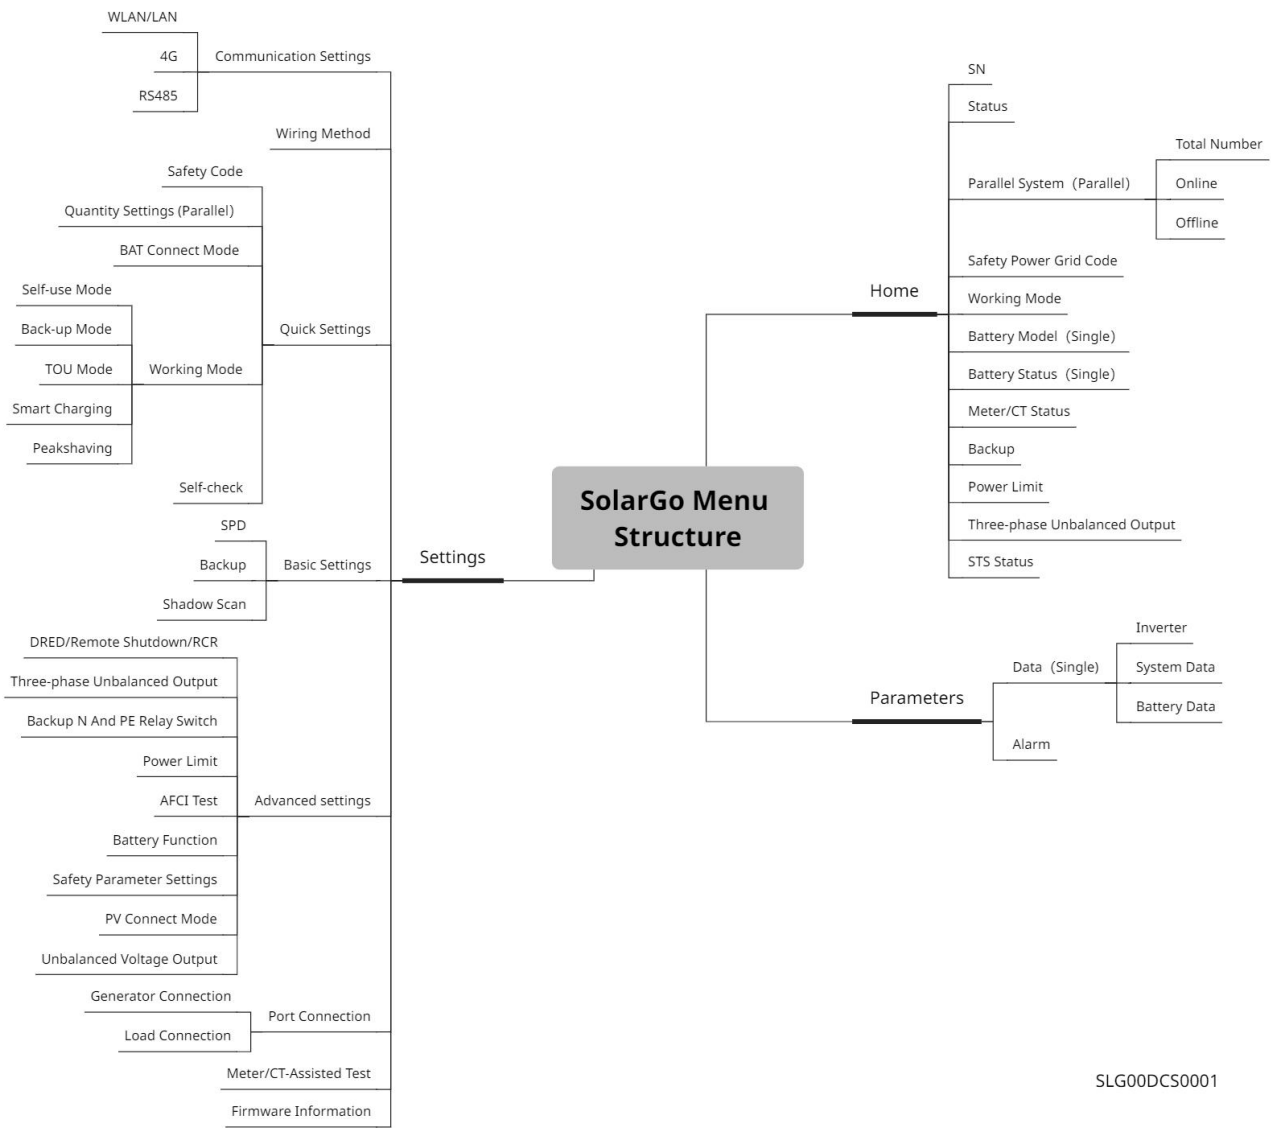 SolarGo Menu
Structure
Home
SN
Status
Parallel System（Parallel）
Total Number
Online
Offline
Safety Power Grid Code
Working Mode
Battery Model（Single）
Battery Status（Single）
Meter/CT Status
Backup
Power Limit
Three-phase Unbalanced Output
STS Status
Parameters
Data（Single）
Inverter
System Data
Battery Data
Alarm
Settings
Communication Settings
WLAN/LAN
4G
RS485
Wiring Method
Quick Settings
Safety Code
Quantity Settings (Parallel）
BAT Connect Mode
Working Mode
Self-use Mode
Back-up Mode
TOU Mode
Smart Charging
Peakshaving
Self-check
Basic Settings
SPD
Backup
Shadow Scan
Advanced settings
DRED/Remote Shutdown/RCR
Three-phase Unbalanced Output
Backup N And PE Relay Switch
Power Limit
AFCI Test
Battery Function
Safety Parameter Settings
PV Connect Mode
Unbalanced Voltage Output
Port Connection
Generator Connection
Load Connection
Meter/CT-Assisted Test
Firmware Information
SLG00DCS0001